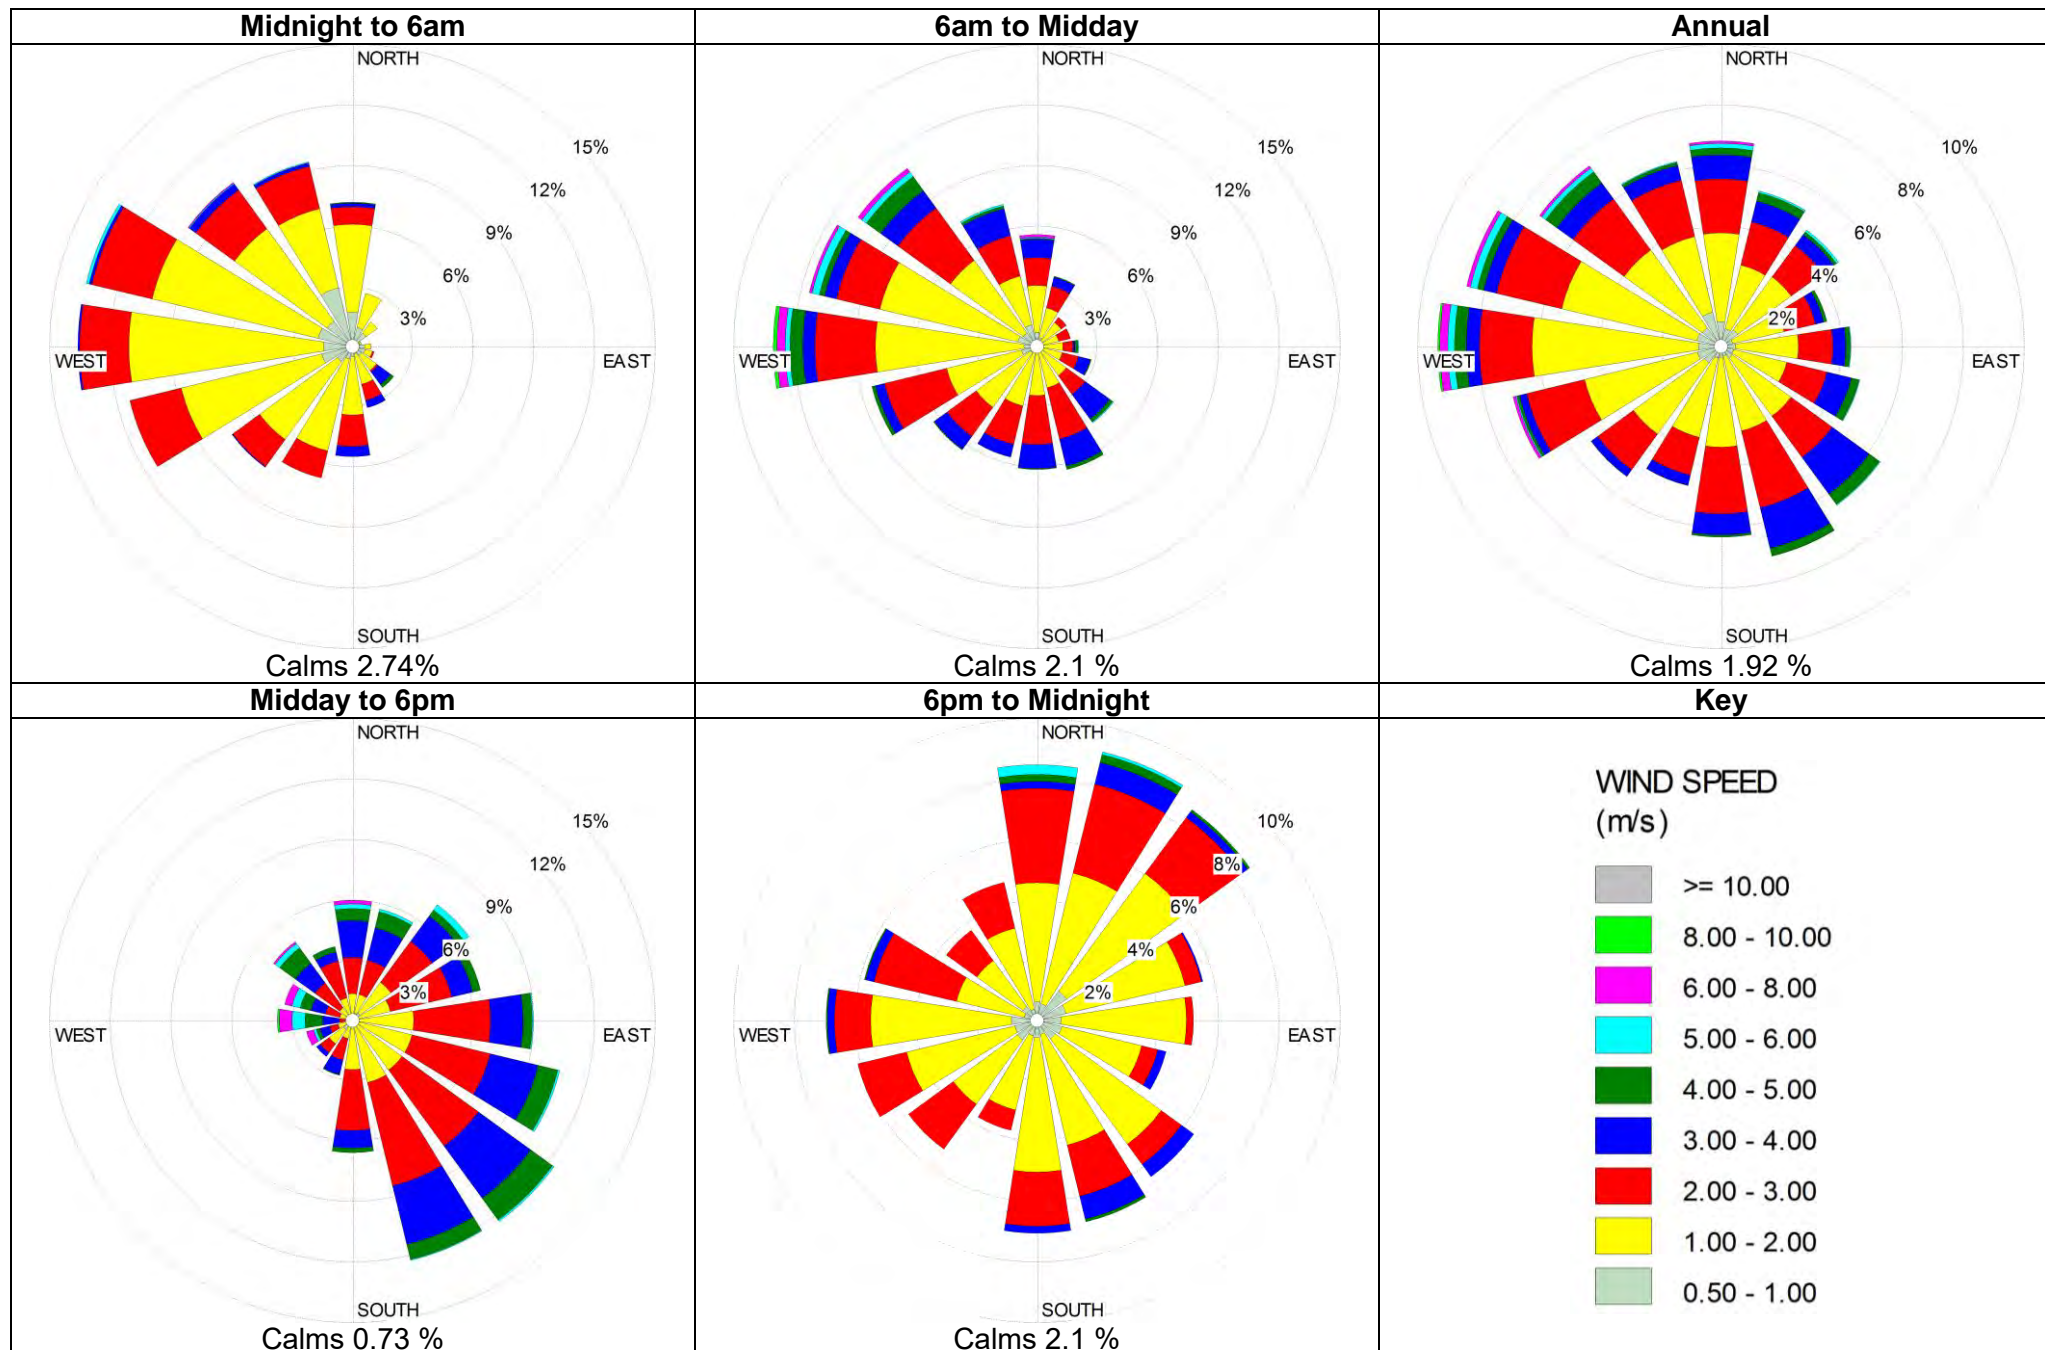 Midnight to 6am
NORTH
15%
12%
9%
6%
3%
WEST
EAST
SOUTH
Calms 2.74%
6am to Midday
NORTH
15%
12%
9%
6%
3%
WEST
EAST
SOUTH
Calms 2.1 %
Annual
NORTH
10%
8%
6%
4%
2%
WEST
EAST
SOUTH
Calms 1.92 %
Midday to 6pm
NORTH
15%
12%
9%
6%
3%
WEST
EAST
SOUTH
Calms 0.73 %
6pm to Midnight
NORTH
10%
8%
6%
4%
2%
WEST
EAST
SOUTH
Calms 2.1 %
Key
WIND SPEED
(m/s)
>= 10.00
8.00 - 10.00
6.00 - 8.00
5.00 - 6.00
4.00 - 5.00
3.00 - 4.00
2.00 - 3.00
1.00 - 2.00
0.50 - 1.00